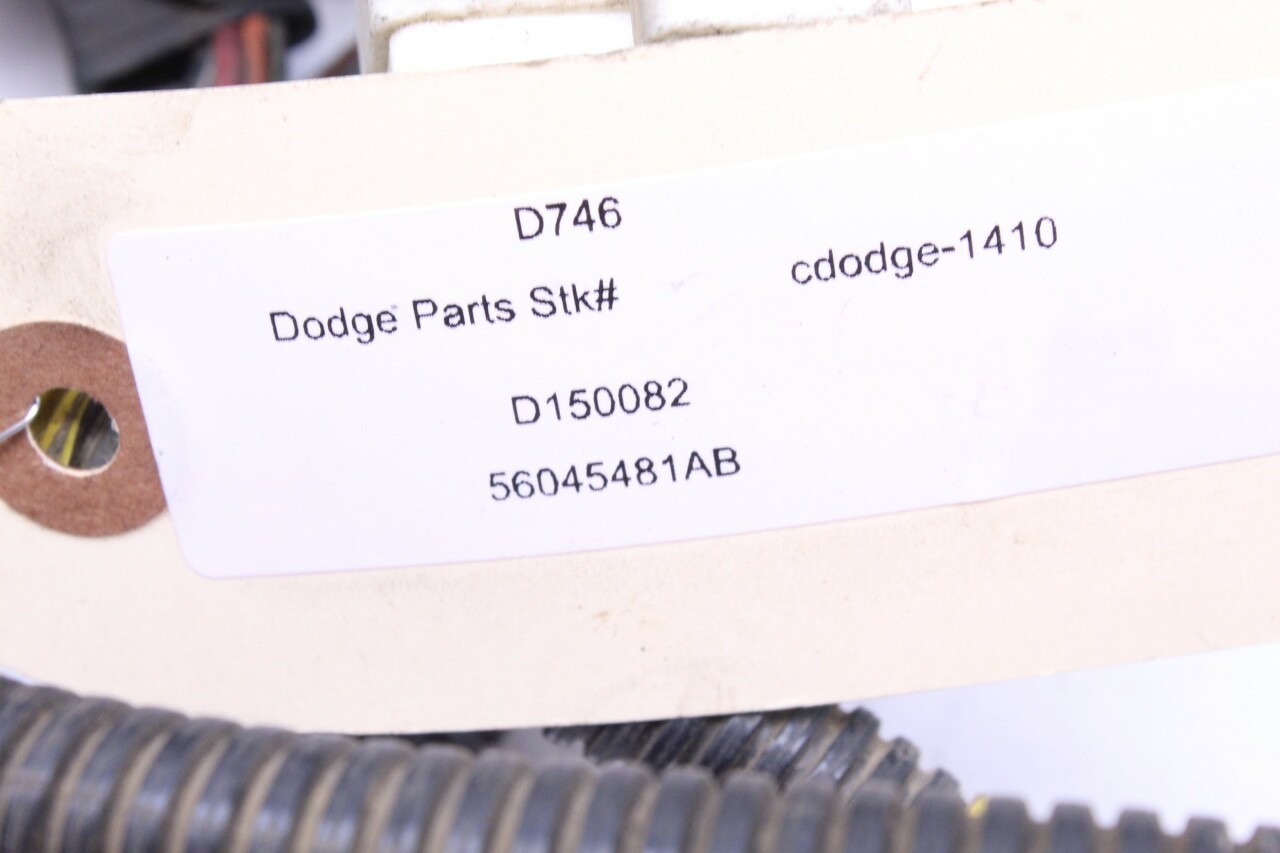 D746
Dodge Parts Stk# cdodge-1410
D150082
56045481AB